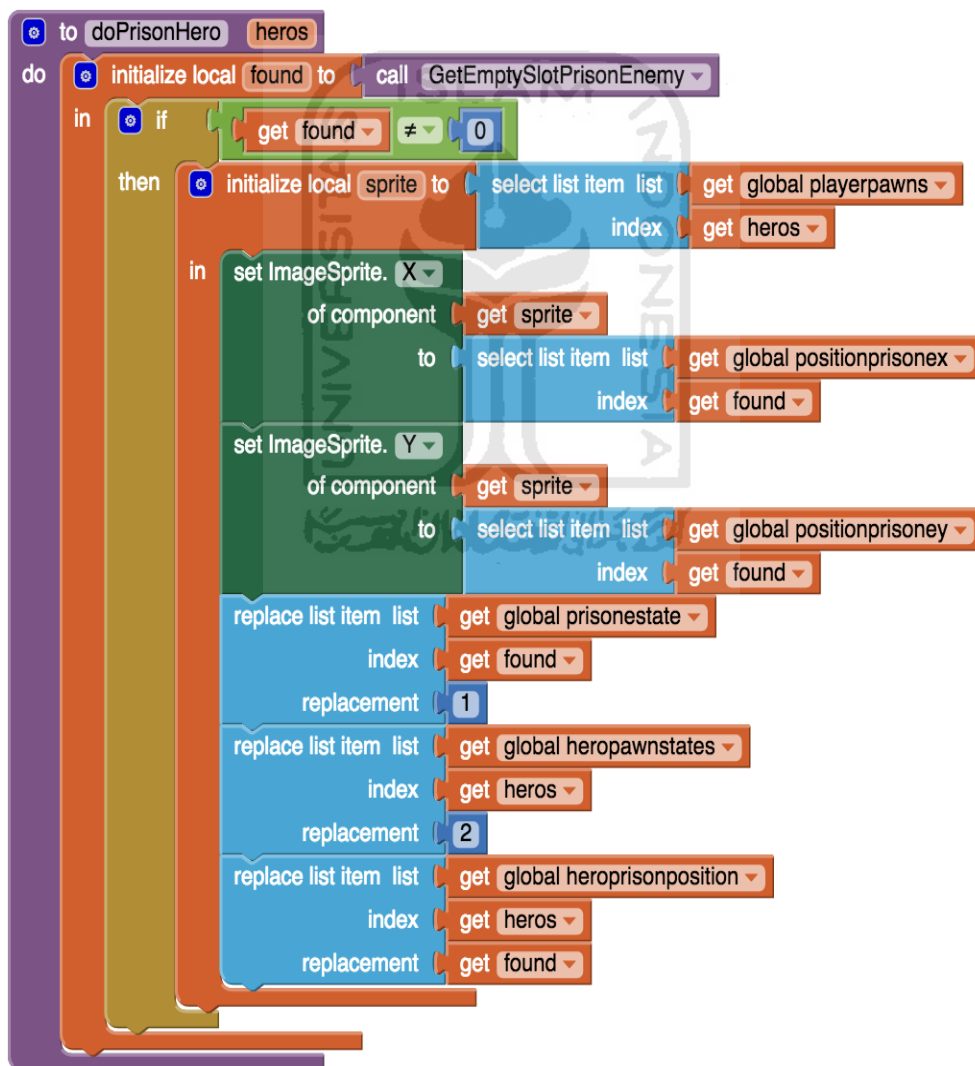 to doPrisonHero heros
do initialize local found to call GetEmptySlotPrisonEnemy
in if get found ≠ 0
then initialize local sprite to select list item list get global playerpawns
index get heros
in set ImageSprite. X
of component get sprite
to select list item list get global positionprisonex
index get found
set ImageSprite. Y
of component get sprite
to select list item list get global positionprisoney
index get found
replace list item list get global prisonestate
index get found
replacement 1
replace list item list get global heropawnstates
index get heros
replacement 2
replace list item list get global heroprisonposition
index get heros
replacement get found
ISLAM
UNIVERSITAS
INDONESIA